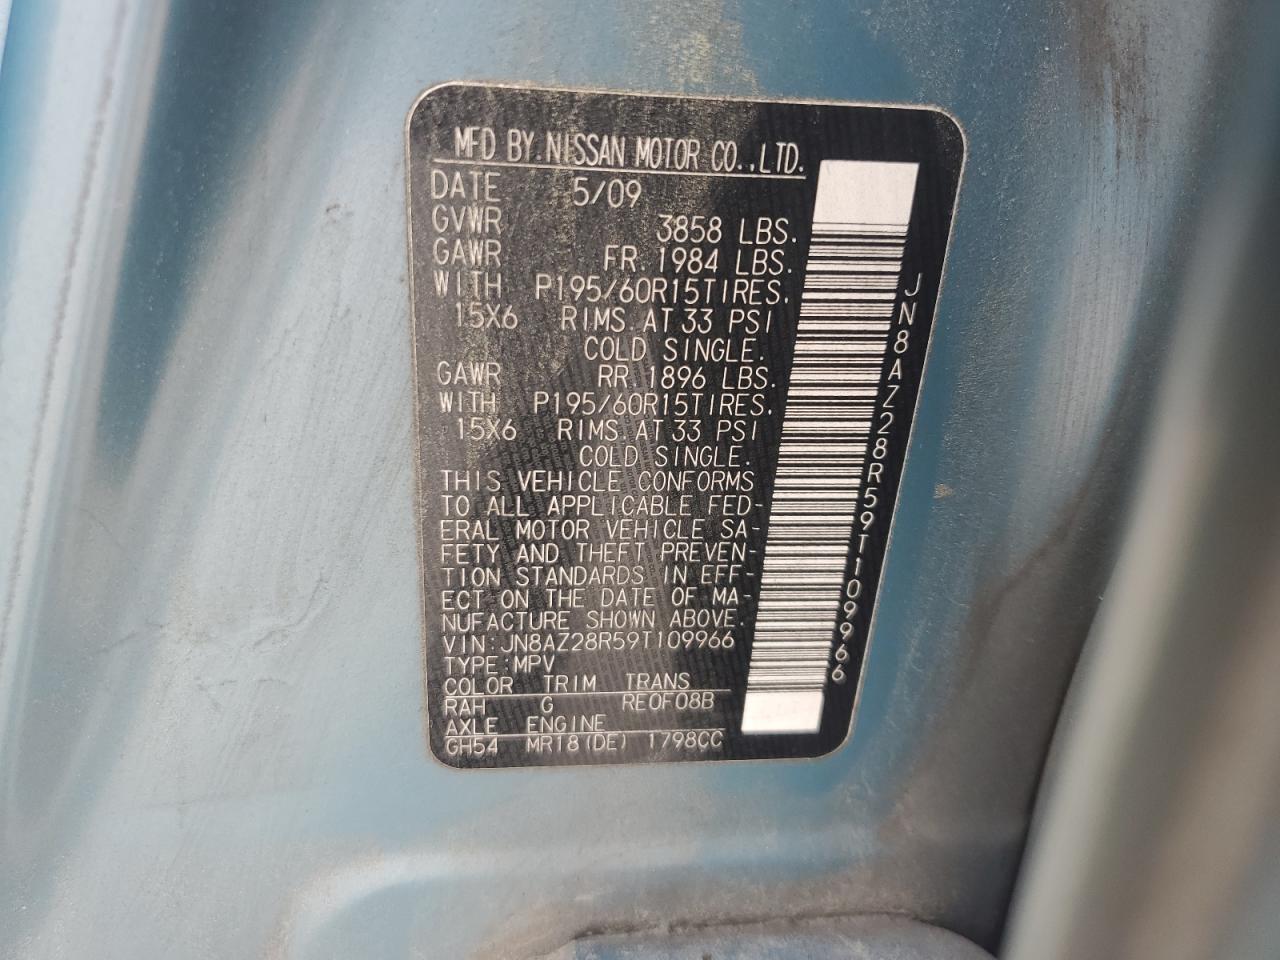 MFD BY.NISSAN MOTOR CO.,LTD.
DATE 5/09
GVWR 3858 LBS.
GAWR FR. 1984 LBS.
WITH P195/60R15TIRES.
15X6 RIMS. AT 33 PSI
COLD SINGLE.
GAWR RR. 1896 LBS.
WITH P195/60R15TIRES.
15X6 RIMS. AT 33 PSI
COLD SINGLE.
THIS VEHICLE CONFORMS
TO ALL APPLICABLE FED-
ERAL MOTOR VEHICLE SA-
FETY AND THEFT PREVEN-
TION STANDARDS IN EFF-
ECT ON THE DATE OF MA-
NUFACTURE SHOWN ABOVE.
VIN:JN8AZ28R59T109966
TYPE:MPV
COLOR TRIM TRANS
RAH G RE0F08B
AXLE ENGINE
GH54 MR18(DE) 1798CC
JN8AZ28R59T109966